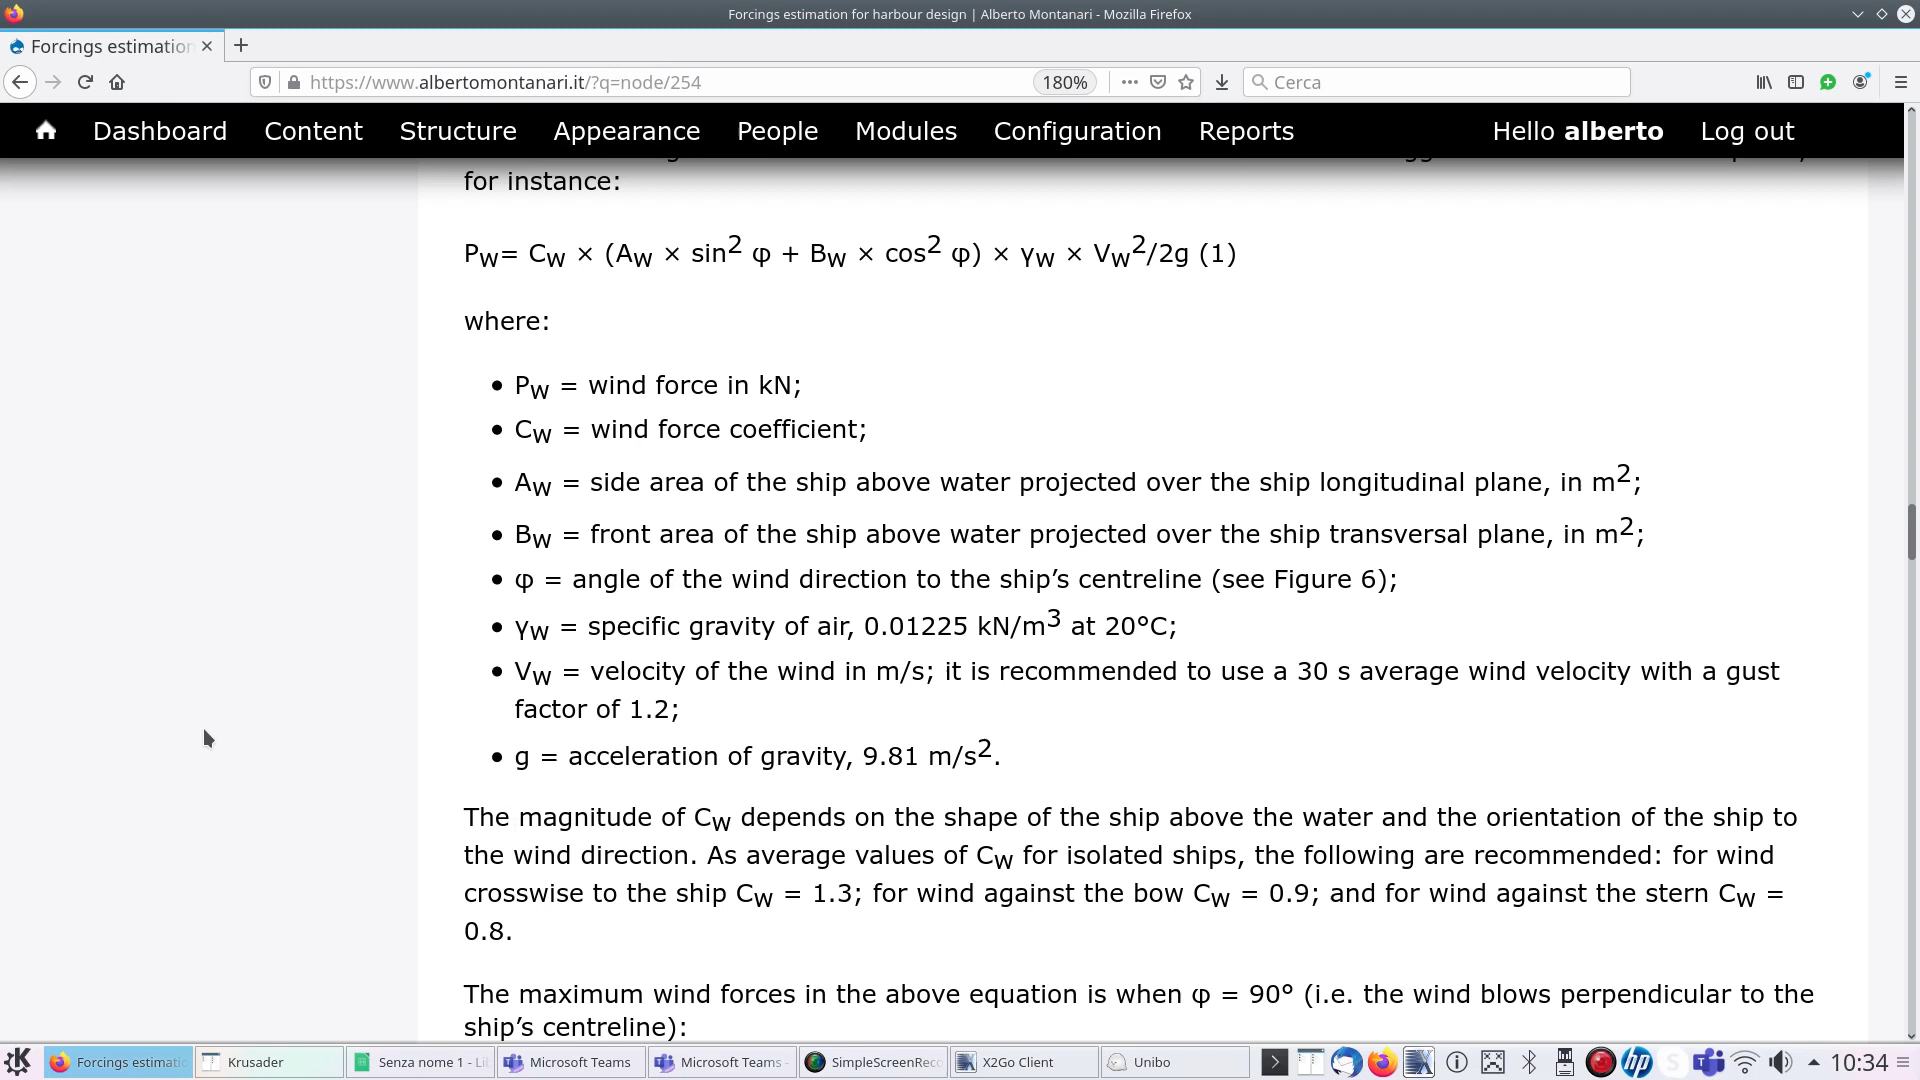 Forcings estimation for harbour design | Alberto Montanari - Mozilla Firefox
Forcings estimation
https://www.albertomontanari.it/?q=node/254
180%
Cerca
Dashboard Content Structure Appearance People Modules Configuration Reports Hello alberto Log out
for instance:
PW= CW × (AW × sin2 φ + BW × cos2 φ) × γW × VW2/2g (1)
where:
• PW = wind force in kN;
• CW = wind force coefficient;
• AW = side area of the ship above water projected over the ship longitudinal plane, in m2;
• BW = front area of the ship above water projected over the ship transversal plane, in m2;
• φ = angle of the wind direction to the ship’s centreline (see Figure 6);
• γW = specific gravity of air, 0.01225 kN/m3 at 20°C;
• VW = velocity of the wind in m/s; it is recommended to use a 30 s average wind velocity with a gust
factor of 1.2;
• g = acceleration of gravity, 9.81 m/s2.
The magnitude of CW depends on the shape of the ship above the water and the orientation of the ship to
the wind direction. As average values of CW for isolated ships, the following are recommended: for wind
crosswise to the ship CW = 1.3; for wind against the bow CW = 0.9; and for wind against the stern CW =
0.8.
The maximum wind forces in the above equation is when φ = 90° (i.e. the wind blows perpendicular to the
ship’s centreline):
Forcings estimatio Krusader Senza nome 1 - Li Microsoft Teams Microsoft Teams - SimpleScreenReco X2Go Client Unibo 10:34